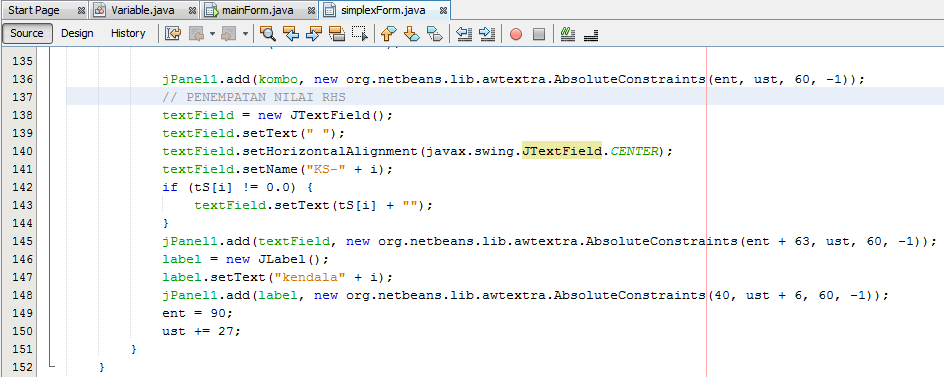 Start Page Variable.java mainForm.java simplexForm.java
Source Design History
135
136 jPanel1.add(kombo, new org.netbeans.lib.awtextra.AbsoluteConstraints(ent, ust, 60, -1));
137 // PENEMPATAN NILAI RHS
138 textField = new JTextField();
139 textField.setText(" ");
140 textField.setHorizontalAlignment(javax.swing.JTextField.CENTER);
141 textField.setName("KS-" + i);
142 if (tS[i] != 0.0) {
143 textField.setText(tS[i] + "");
144 }
145 jPanel1.add(textField, new org.netbeans.lib.awtextra.AbsoluteConstraints(ent + 63, ust, 60, -1));
146 label = new JLabel();
147 label.setText("kendala" + i);
148 jPanel1.add(label, new org.netbeans.lib.awtextra.AbsoluteConstraints(40, ust + 6, 60, -1));
149 ent = 90;
150 ust += 27;
151 }
152 }